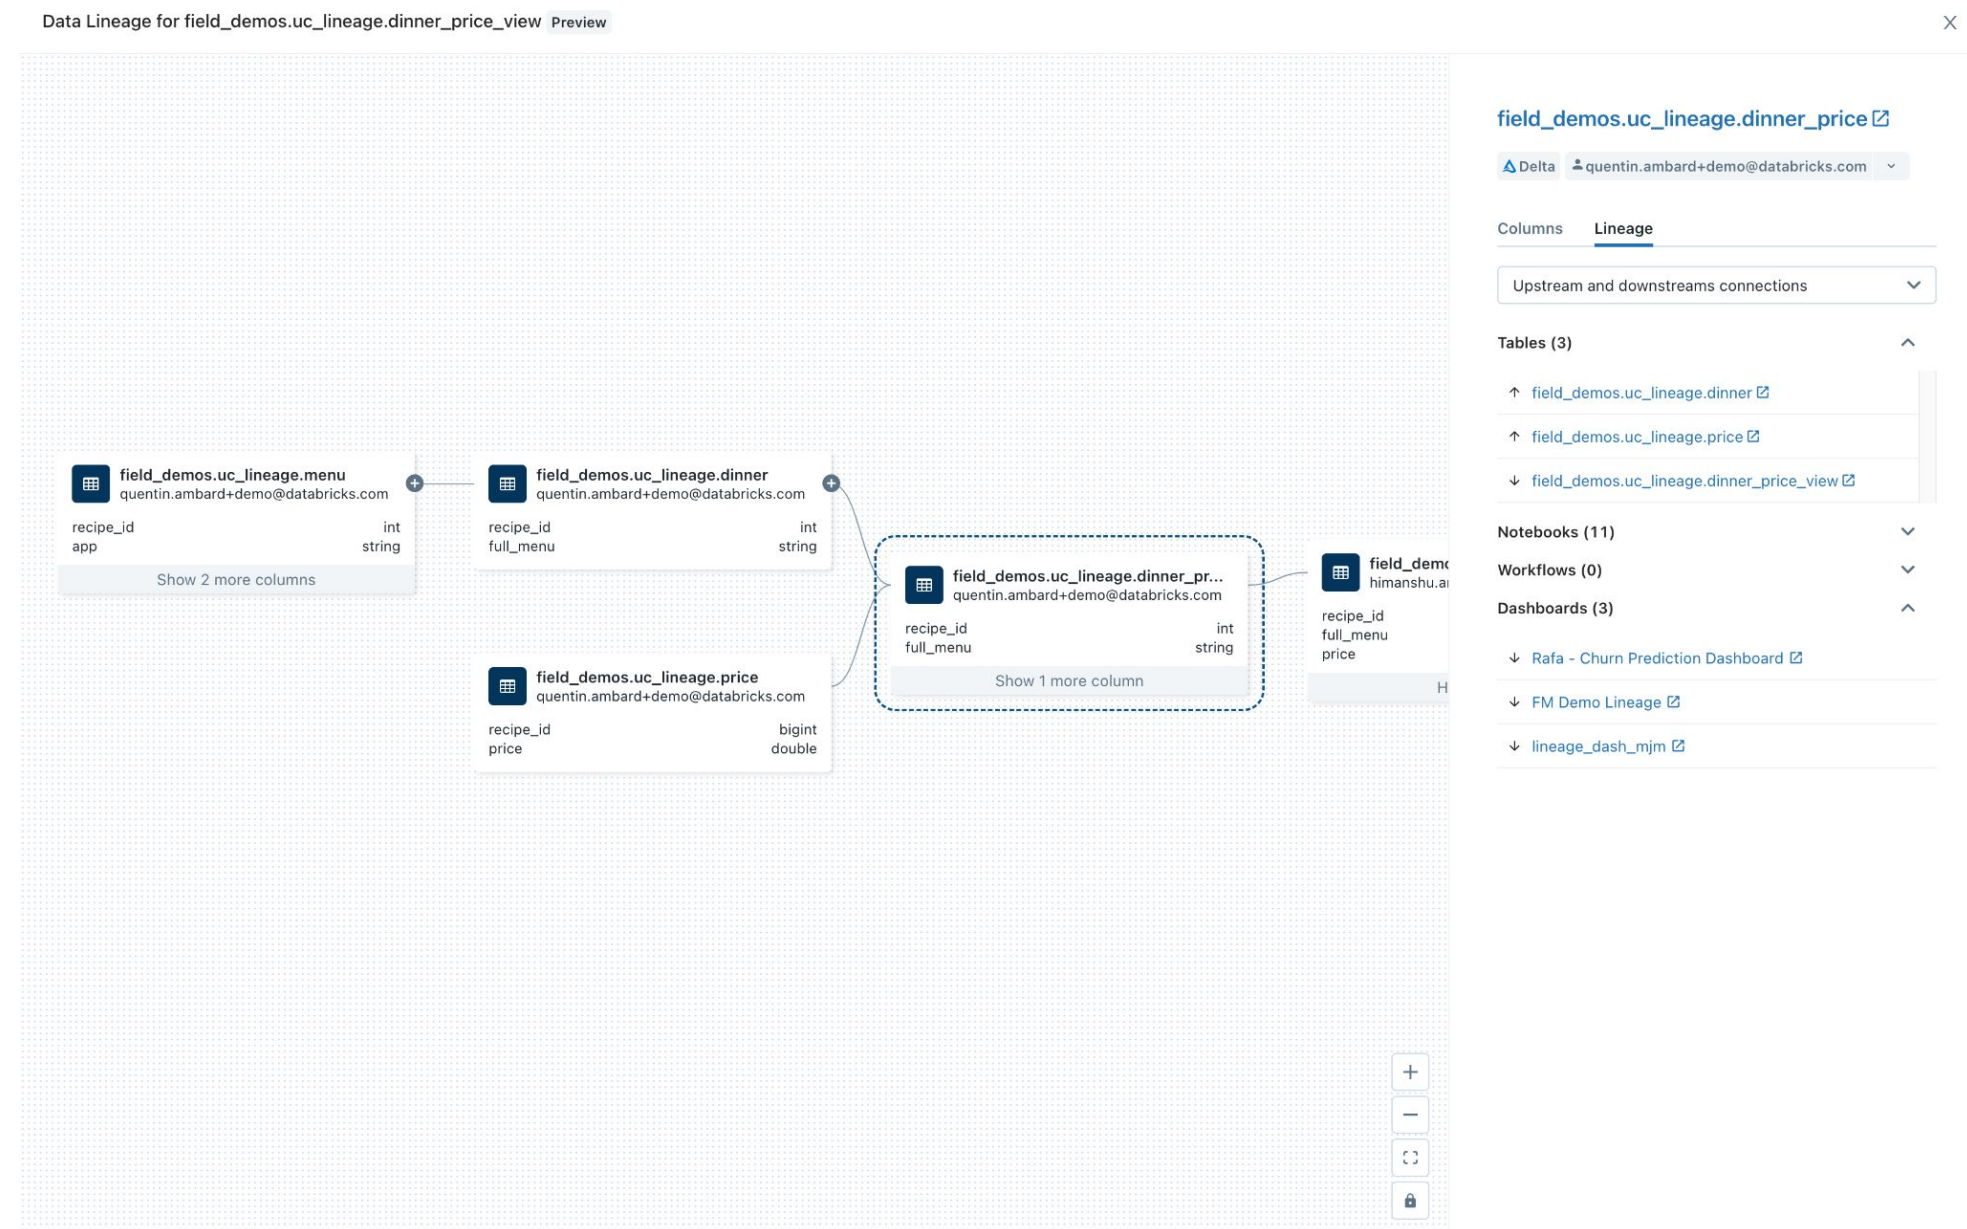 Data Lineage for field_demos.uc_lineage.dinner_price_view Preview
field_demos.uc_lineage.menu
quentin.ambard+demo@databricks.com
recipe_id int
app string
Show 2 more columns
field_demos.uc_lineage.dinner
quentin.ambard+demo@databricks.com
recipe_id int
full_menu string
field_demos.uc_lineage.price
quentin.ambard+demo@databricks.com
recipe_id bigint
price double
field_demos.uc_lineage.dinner_pr...
quentin.ambard+demo@databricks.com
recipe_id int
full_menu string
Show 1 more column
field_demo
himanshu.a
recipe_id
full_menu
price
H
field_demos.uc_lineage.dinner_price
Delta quentin.ambard+demo@databricks.com
Columns Lineage
Upstream and downstreams connections
Tables (3)
field_demos.uc_lineage.dinner
field_demos.uc_lineage.price
field_demos.uc_lineage.dinner_price_view
Notebooks (11)
Workflows (0)
Dashboards (3)
Rafa - Churn Prediction Dashboard
FM Demo Lineage
lineage_dash_mjm